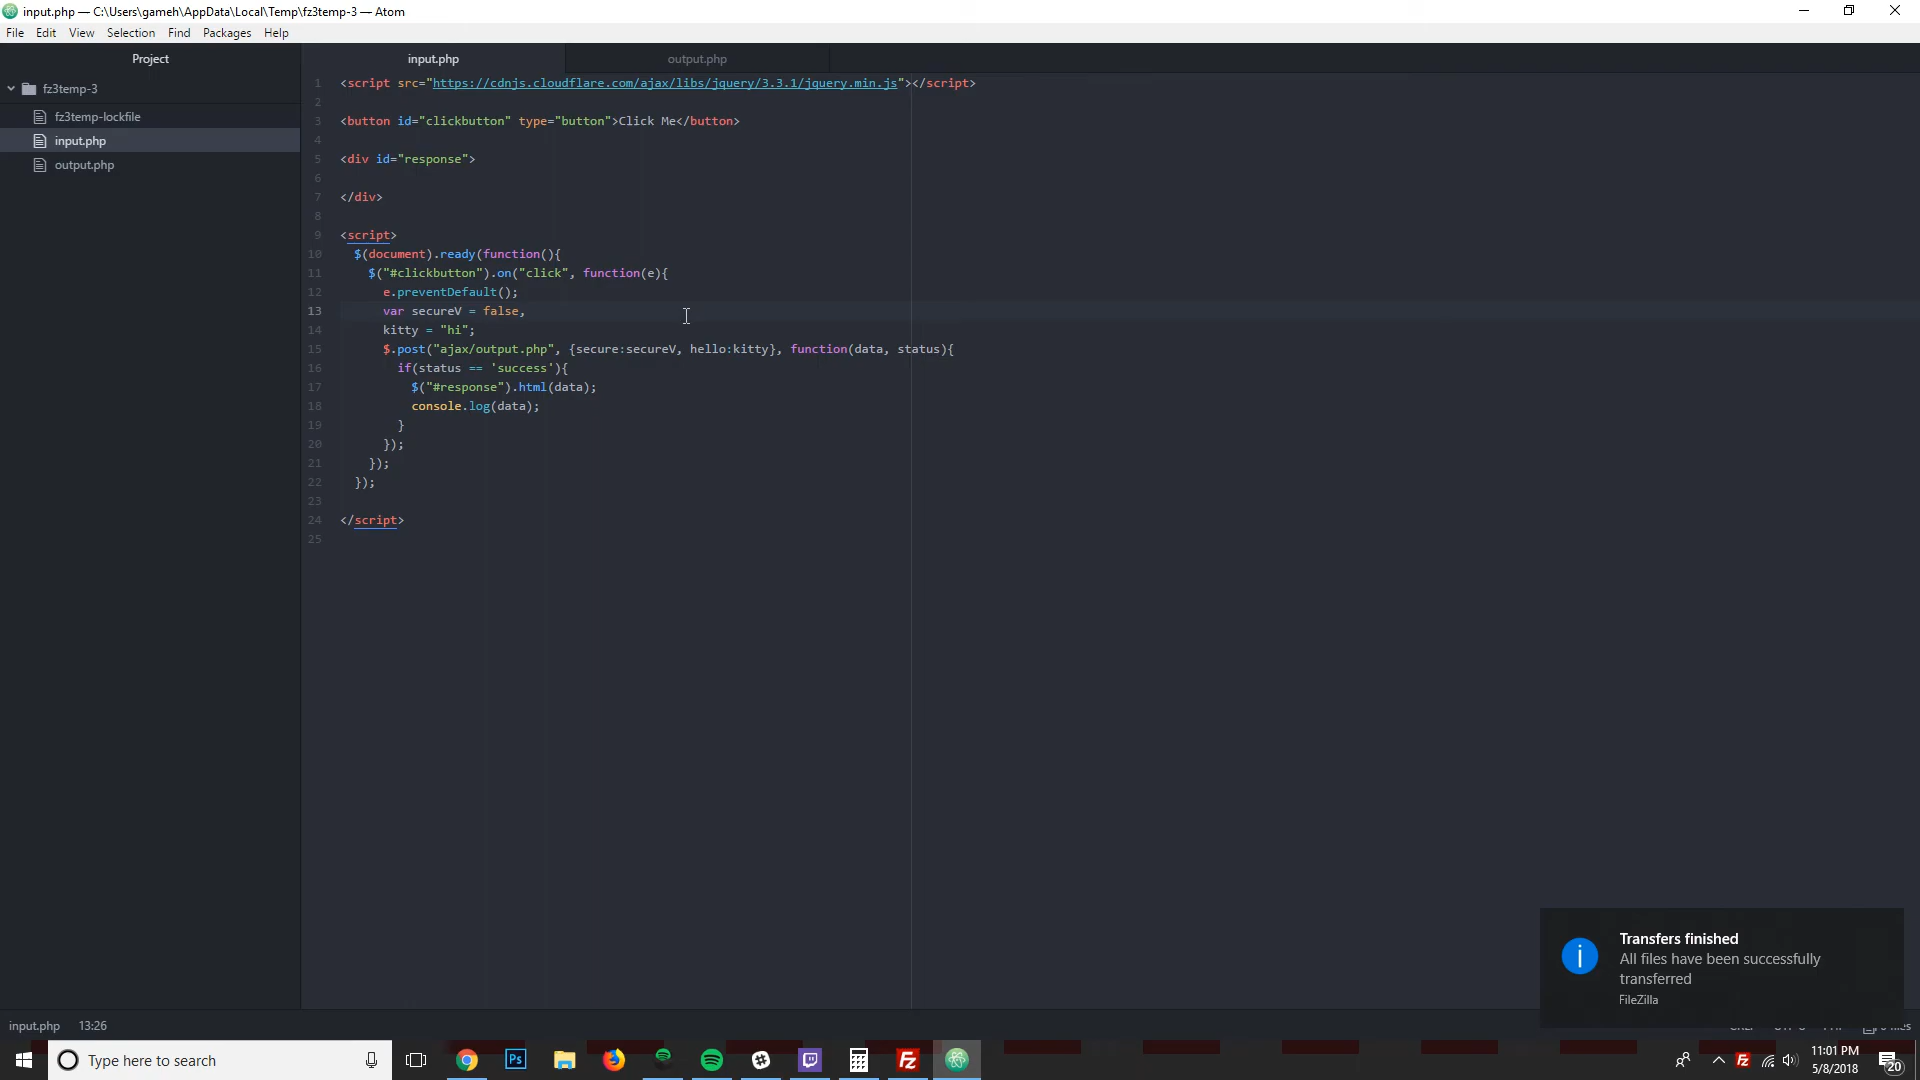 input.php — C:\Users\gameh\AppData\Local\Temp\fz3temp-3 — Atom
File Edit View Selection Find Packages Help
Project
input.php
output.php
fz3temp-3
fz3temp-lockfile
input.php
output.php
1 <script src="https://cdnjs.cloudflare.com/ajax/libs/jquery/3.3.1/jquery.min.js"></script>
2
3 <button id="clickbutton" type="button">Click Me</button>
4
5 <div id="response">
6
7 </div>
8
9 <script>
10 $(document).ready(function(){
11 $("#clickbutton").on("click", function(e){
12 e.preventDefault();
13 var secureV = false,
14 kitty = "hi";
15 $.post("ajax/output.php", {secure:secureV, hello:kitty}, function(data, status){
16 if(status == 'success'){
17 $("#response").html(data);
18 console.log(data);
19 }
20 });
21 });
22 });
23
24 </script>
25
Transfers finished
All files have been successfully
transferred
FileZilla
input.php 13:26
Type here to search
Ps
Fz
Fz
11:01 PM
5/8/2018
20